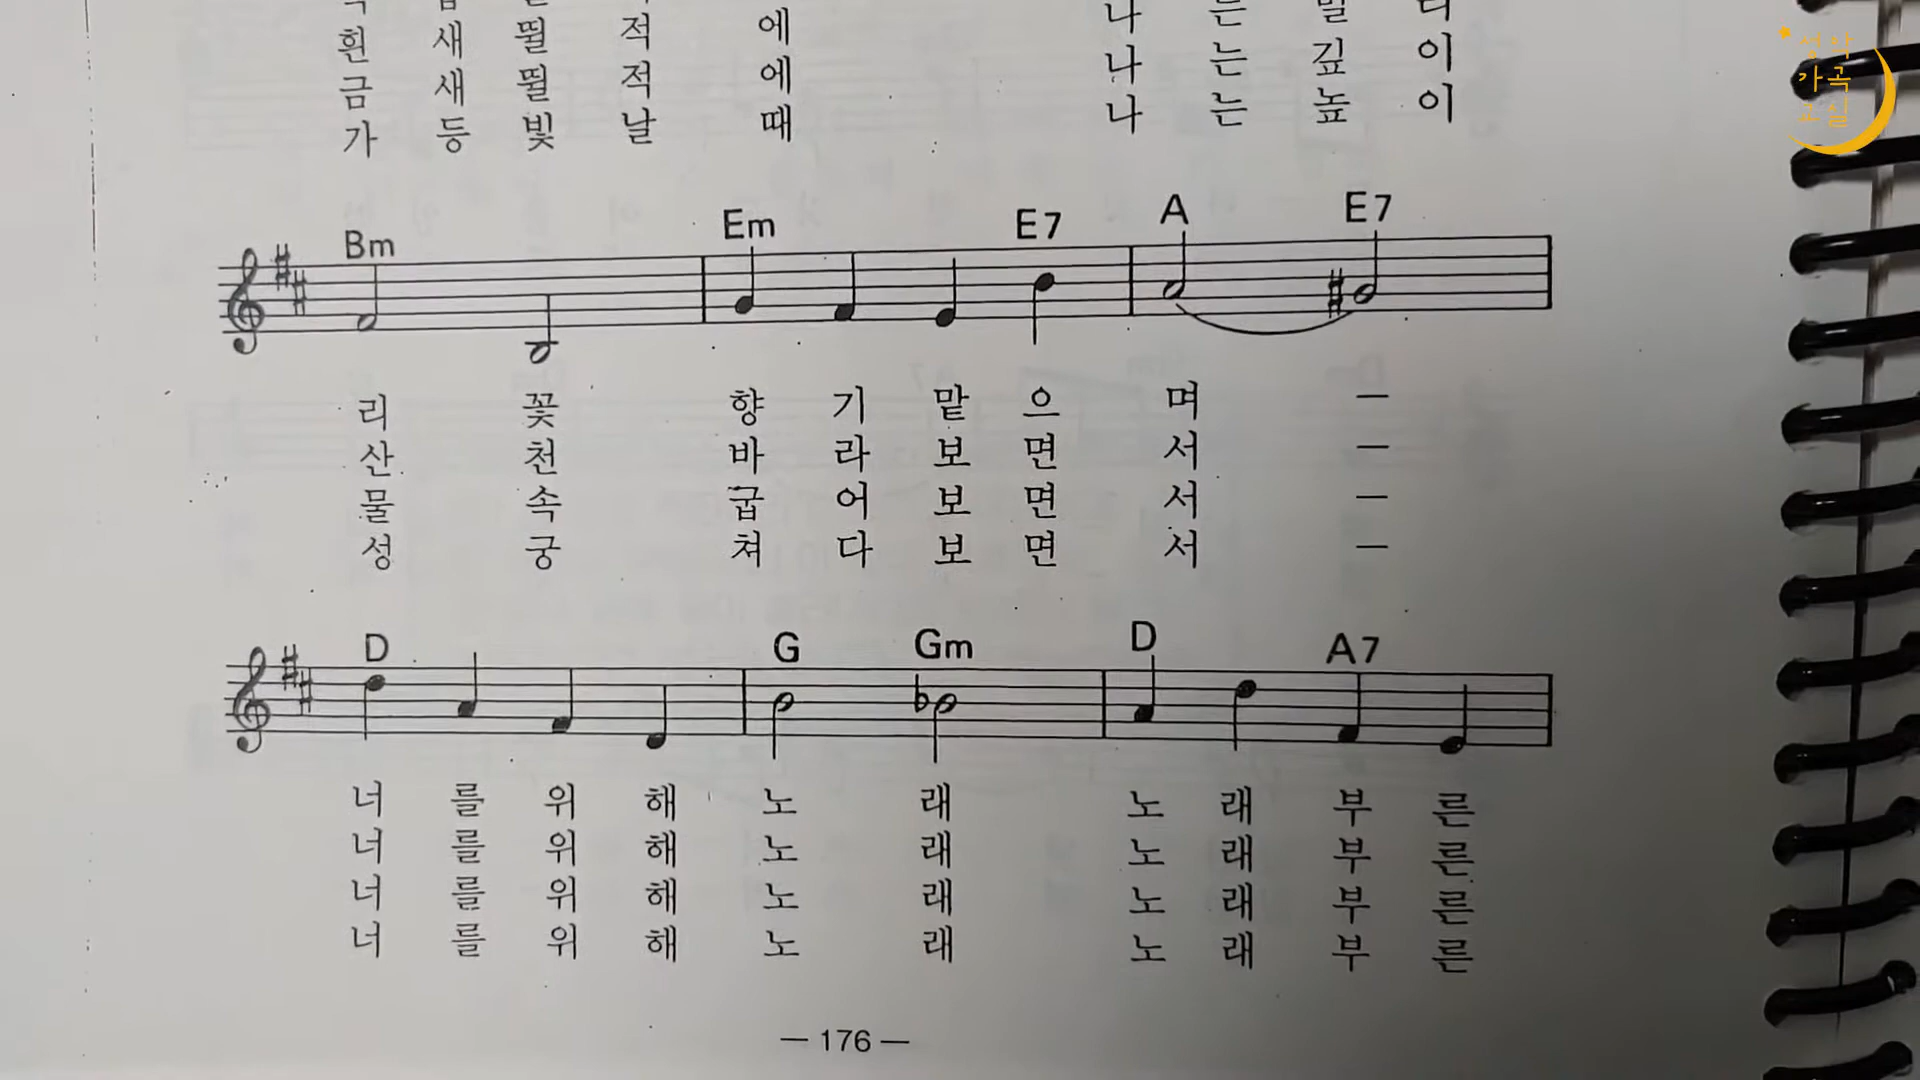 흰 새 뛸 적 에 나 는 깊 이
금 새 뛸 적 에 나 는 높 이
가 등 빛 날 때 나 는
Bm Em E7 A E7
리 꽃 향 기 맡 으 며 –
산 천 바 라 보 면 서 –
물 속 굽 어 보 면 서 –
성 궁 쳐 다 보 면 서 –
D G Gm D A7
너 를 위 해 노 래 노 래 부 른
너 를 위 해 노 래 노 래 부 른
너 를 위 해 노 래 노 래 부 른
너 를 위 해 노 래 노 래 부 른
— 176 —
가곡